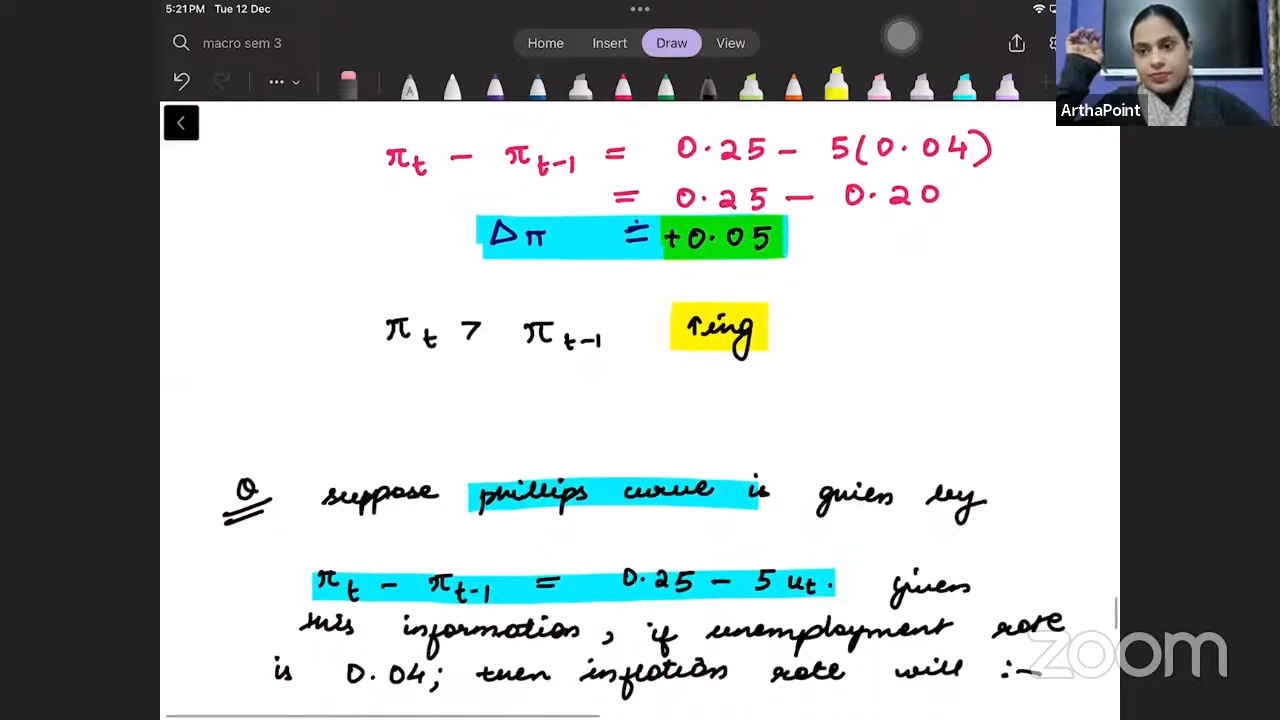 5:21 PM Tue 12 Dec
macro sem 3
Home Insert Draw View
ArthaPoint
πt − πt−1 = 0.25 − 5(0.04)
= 0.25 − 0.20
Δπ = +0.05
πt > πt−1 ↑ing
Q suppose phillips curve is given by
πt − πt−1 = 0.25 − 5 ut. given
this information, if unemployment rate
is 0.04; then inflation rate will :-
zoom